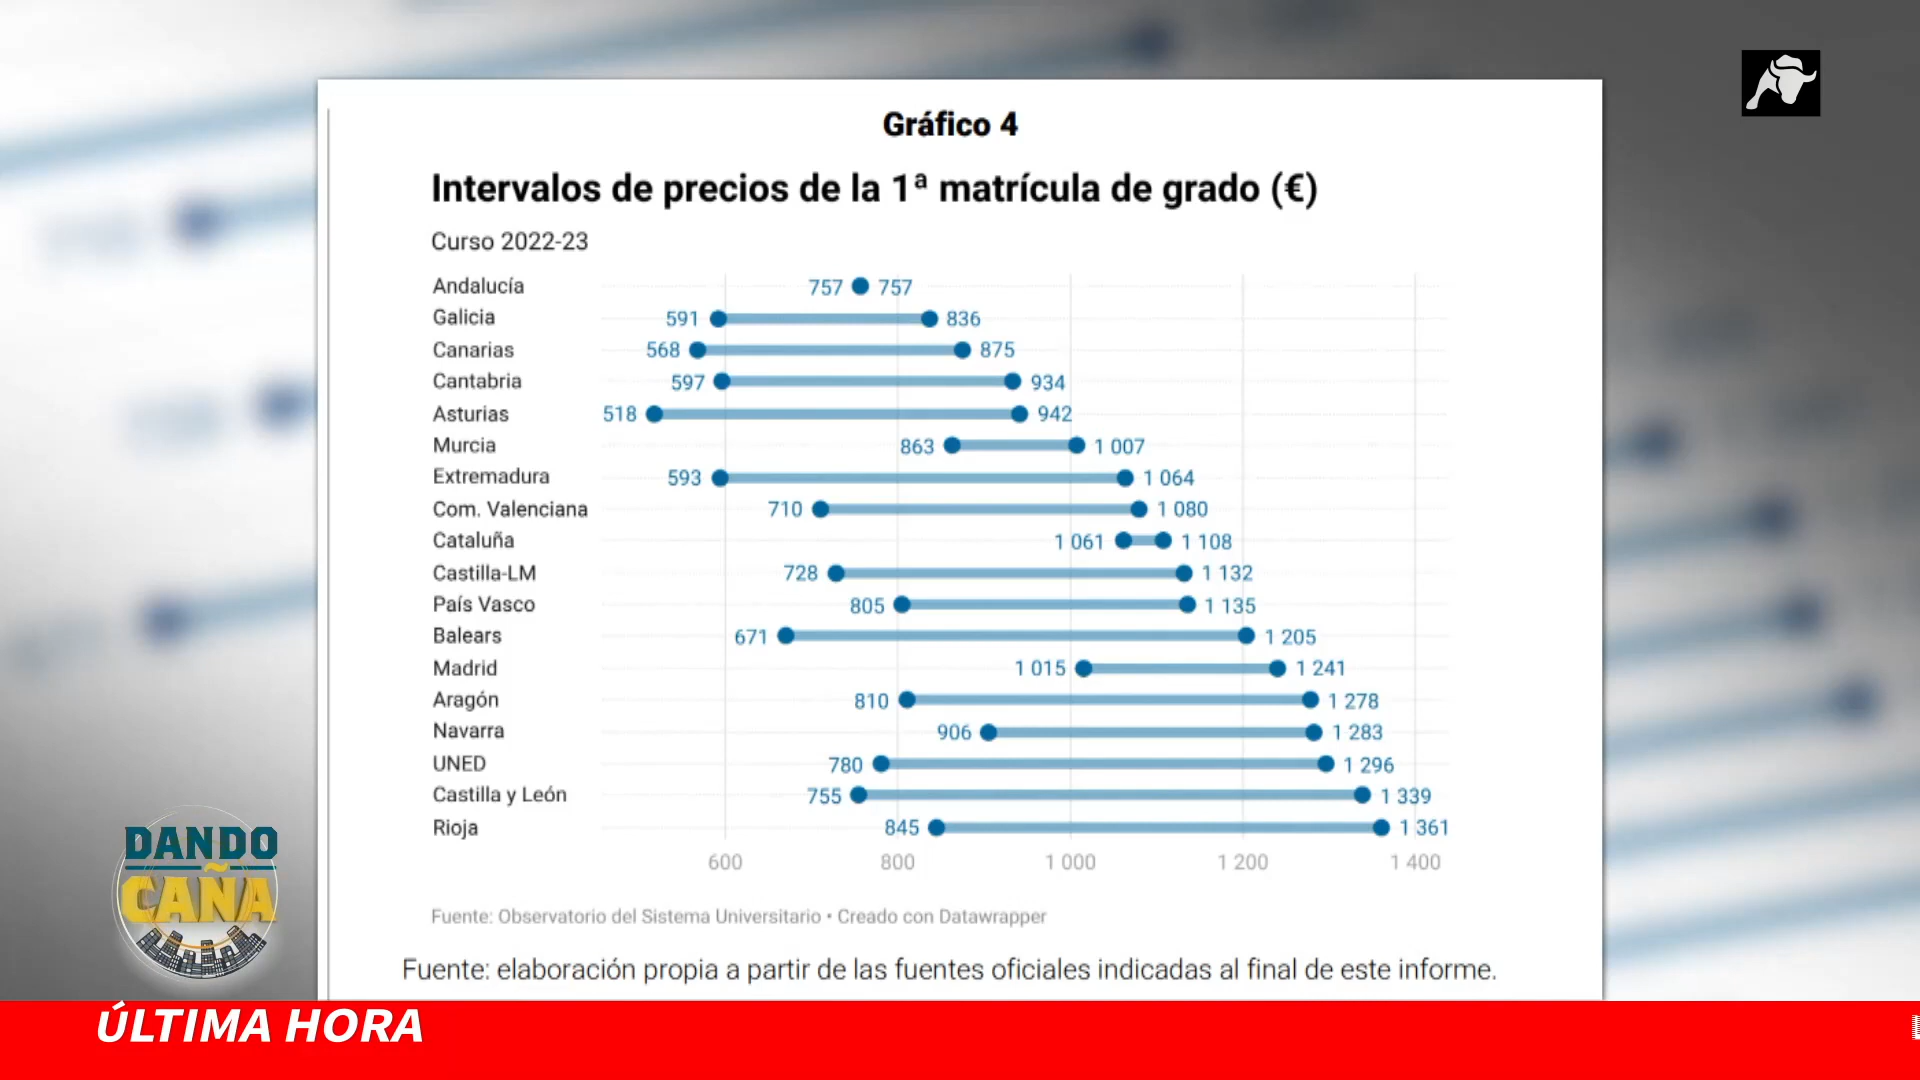 Gráfico 4
Intervalos de precios de la 1ª matrícula de grado (€)
Curso 2022-23
Andalucía 757 757
Galicia 591 836
Canarias 568 875
Cantabria 597 934
Asturias 518 942
Murcia 863 1 007
Extremadura 593 1 064
Com. Valenciana 710 1 080
Cataluña 1 061 1 108
Castilla-LM 728 1 132
País Vasco 805 1 135
Balears 671 1 205
Madrid 1 015 1 241
Aragón 810 1 278
Navarra 906 1 283
UNED 780 1 296
Castilla y León 755 1 339
Rioja 845 1 361
600 800 1 000 1 200 1 400
Fuente: Observatorio del Sistema Universitario • Creado con Datawrapper
Fuente: elaboración propia a partir de las fuentes oficiales indicadas al final de este informe.
DANDO
CAÑA
ÚLTIMA HORA